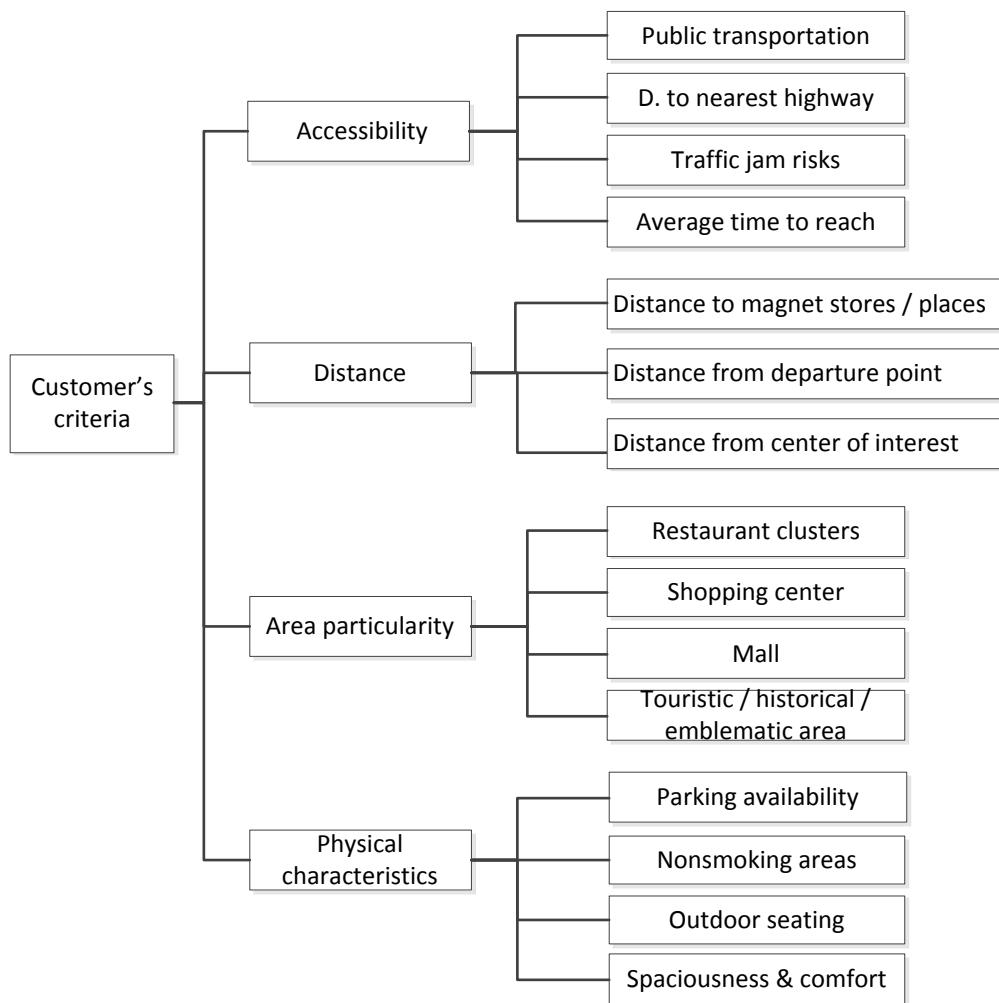 Public transportation
D. to nearest highway
Accessibility
Traffic jam risks
Average time to reach
Distance to magnet stores / places
Customer’s
criteria
Distance
Distance from departure point
Distance from center of interest
Restaurant clusters
Shopping center
Area particularity
Mall
Touristic / historical /
emblematic area
Parking availability
Physical
characteristics
Nonsmoking areas
Outdoor seating
Spaciousness & comfort